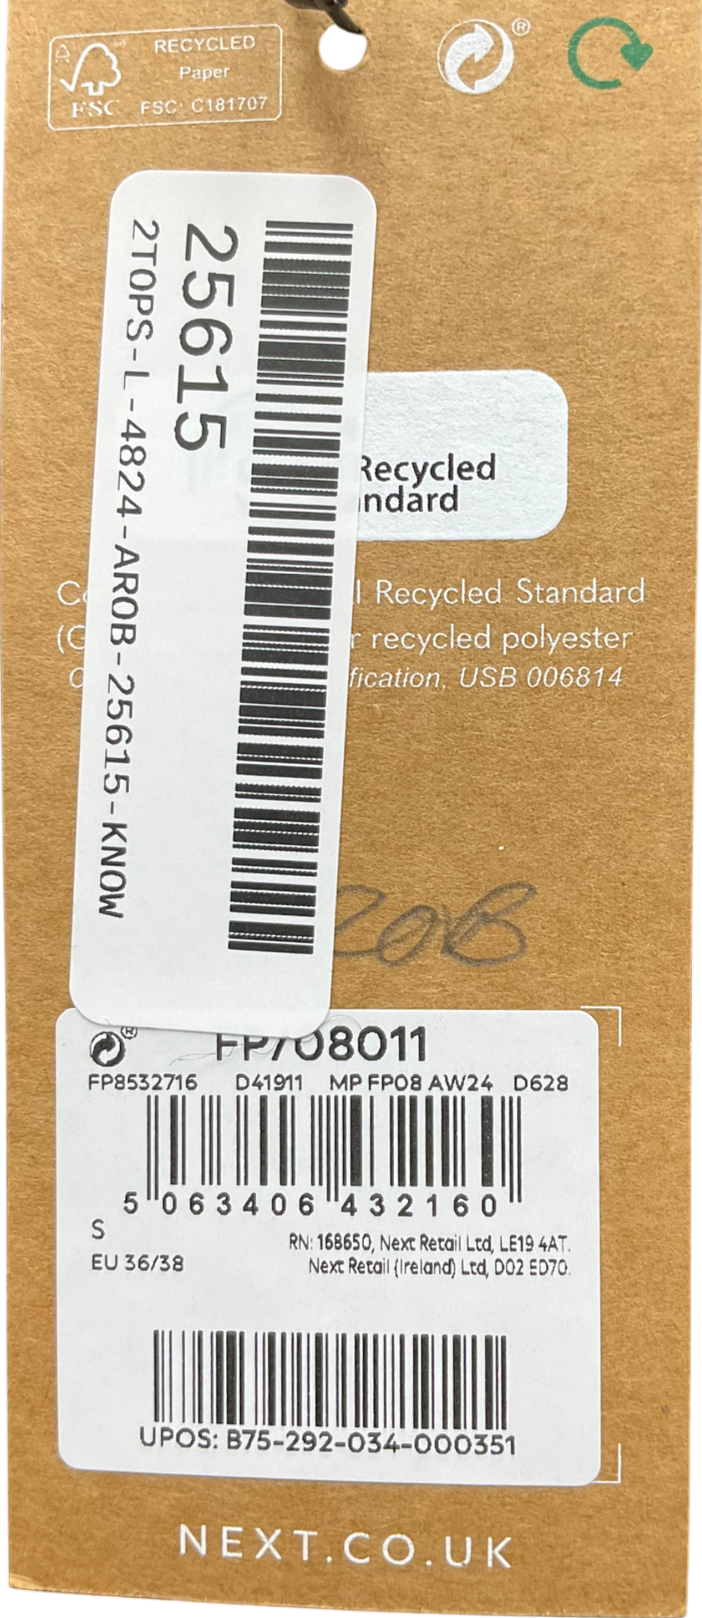 RECYCLED
Paper
FSC FSC® C181707
®
25615
2TOPS-L-4824-AROB-25615-KNOW
Recycled
ndard
Recycled Standard
recycled polyester
fication, USB 006814
®
FP708011
FP8532716 D41911 MP FP08 AW24 D628
5 063406 432160
S
EU 36/38
RN: 168650, Next Retail Ltd, LE19 4AT.
Next Retail (Ireland) Ltd, D02 ED70.
UPOS: B75-292-034-000351
NEXT.CO.UK